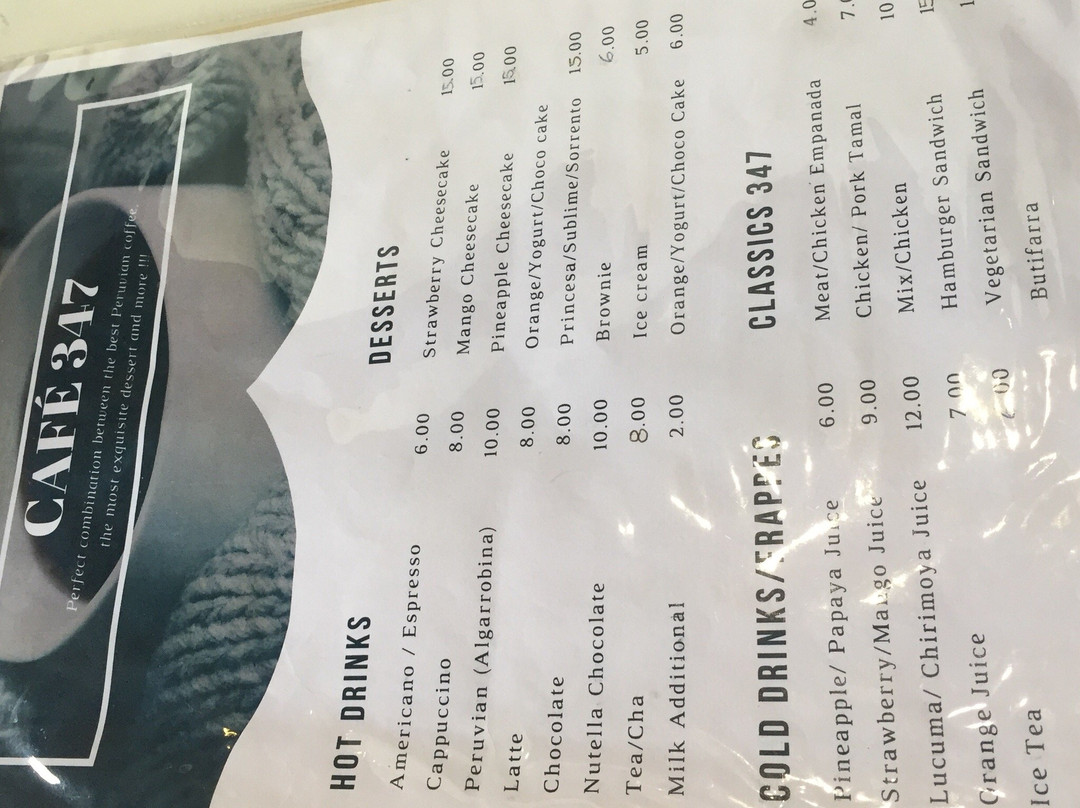 CAFÉ 347
Perfect combination between the best Peruvian coffee,
the most exquisite dessert and more !!!
HOT DRINKS
Americano / Espresso 6.00
Cappuccino 8.00
Peruvian (Algarrobina) 10.00
Latte 8.00
Chocolate 8.00
Nutella Chocolate 10.00
Tea/Cha 8.00
Milk Additional 2.00
DESSERTS
Strawberry Cheesecake 15.00
Mango Cheesecake 15.00
Pineapple Cheesecake 15.00
Orange/Yogurt/Choco cake
Princesa/Sublime/Sorrento 15.00
Brownie 6.00
Ice cream 5.00
Orange/Yogurt/Choco Cake 6.00
COLD DRINKS/FRAPPES
Pineapple/ Papaya Juice 6.00
Strawberry/Mango Juice 9.00
Lucuma/ Chirimoya Juice 12.00
Orange Juice 7.00
Ice Tea
CLASSICS 347
Meat/Chicken Empanada
Chicken/ Pork Tamal
Mix/Chicken
Hamburger Sandwich
Vegetarian Sandwich
Butifarra